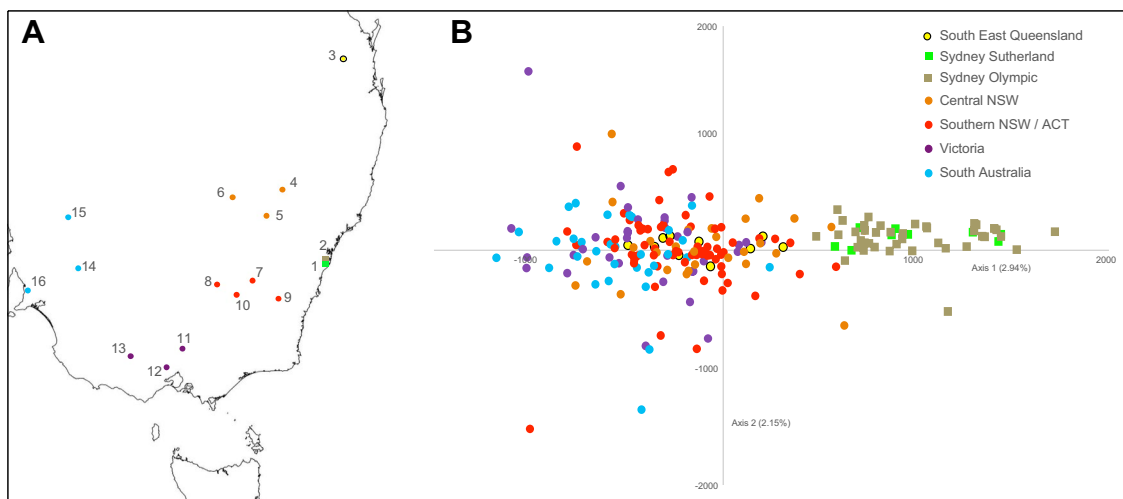 A
3
4
6
5
15
2
1
14
16
7
8
10
9
11
13
12
B
2000
1000
-1000
1000
2000
-1000
-2000
Axis 1 (2.94%)
Axis 2 (2.15%)
South East Queensland
Sydney Sutherland
Sydney Olympic
Central NSW
Southern NSW / ACT
Victoria
South Australia